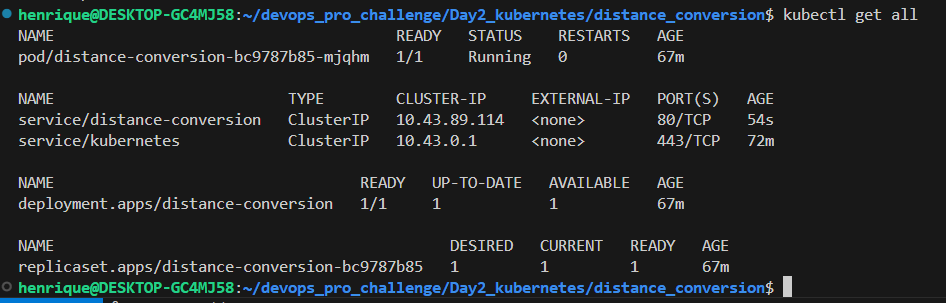 henrique@DESKTOP-GC4MJ58:~/devops_pro_challenge/Day2_kubernetes/distance_conversion$ kubectl get all
NAME READY STATUS RESTARTS AGE
pod/distance-conversion-bc9787b85-mjqhm 1/1 Running 0 67m
NAME TYPE CLUSTER-IP EXTERNAL-IP PORT(S) AGE
service/distance-conversion ClusterIP 10.43.89.114 <none> 80/TCP 54s
service/kubernetes ClusterIP 10.43.0.1 <none> 443/TCP 72m
NAME READY UP-TO-DATE AVAILABLE AGE
deployment.apps/distance-conversion 1/1 1 1 67m
NAME DESIRED CURRENT READY AGE
replicaset.apps/distance-conversion-bc9787b85 1 1 1 67m
henrique@DESKTOP-GC4MJ58:~/devops_pro_challenge/Day2_kubernetes/distance_conversion$